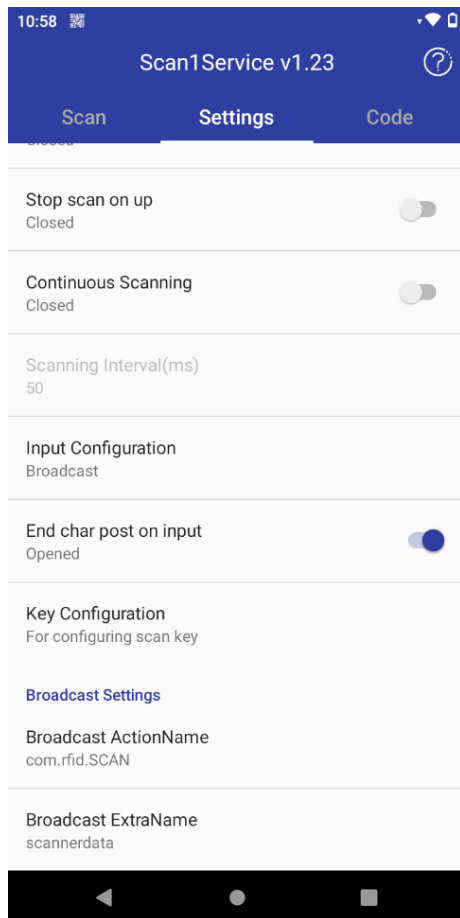 10:58
Scan1Service v1.23
Scan Settings Code
Stop scan on up
Closed
Continuous Scanning
Closed
Scanning Interval(ms)
50
Input Configuration
Broadcast
End char post on input
Opened
Key Configuration
For configuring scan key
Broadcast Settings
Broadcast ActionName
com.rfid.SCAN
Broadcast ExtraName
scannerdata